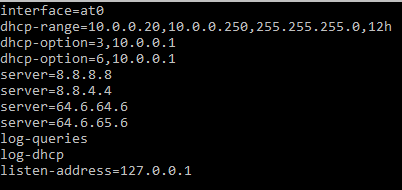 interface=at0
dhcp-range=10.0.0.20,10.0.0.250,255.255.255.0,12h
dhcp-option=3,10.0.0.1
dhcp-option=6,10.0.0.1
server=8.8.8.8
server=8.8.4.4
server=64.6.64.6
server=64.6.65.6
log-queries
log-dhcp
listen-address=127.0.0.1